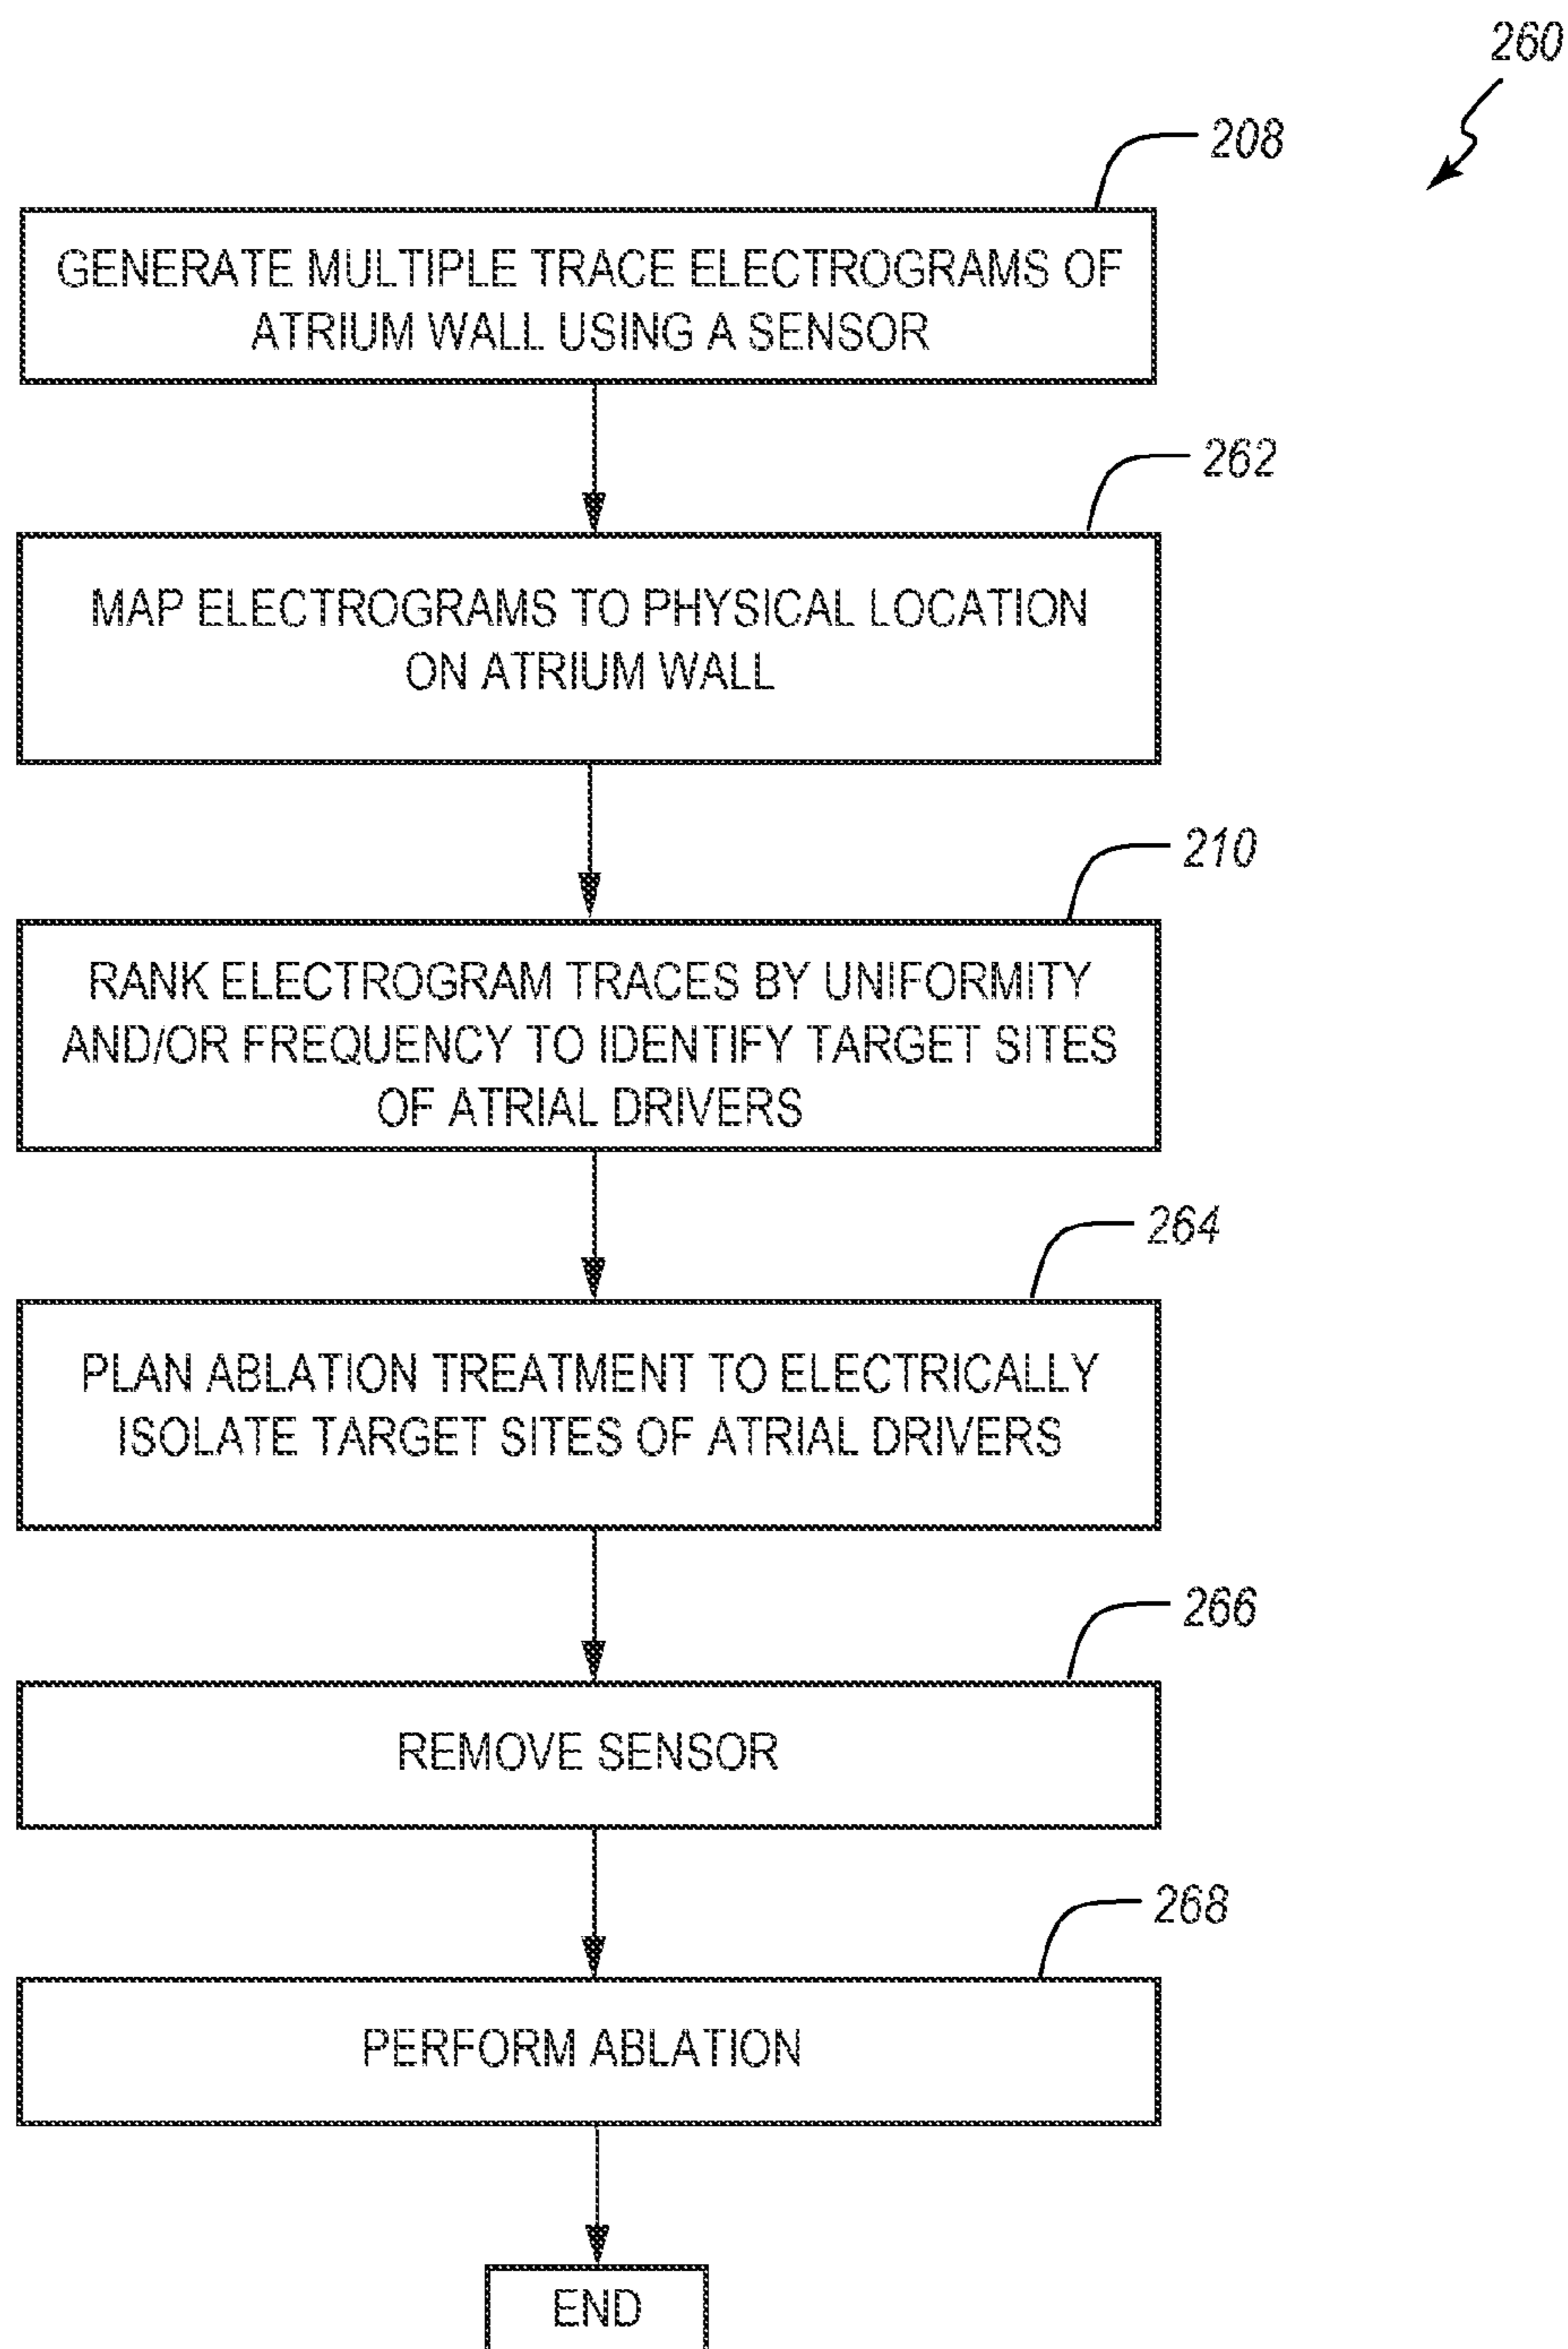 260
208
GENERATE MULTIPLE TRACE ELECTROGRAMS OF
ATRIUM WALL USING A SENSOR
262
MAP ELECTROGRAMS TO PHYSICAL LOCATION
ON ATRIUM WALL
210
RANK ELECTROGRAM TRACES BY UNIFORMITY
AND/OR FREQUENCY TO IDENTIFY TARGET SITES
OF ATRIAL DRIVERS
264
PLAN ABLATION TREATMENT TO ELECTRICALLY
ISOLATE TARGET SITES OF ATRIAL DRIVERS
266
REMOVE SENSOR
268
PERFORM ABLATION
END